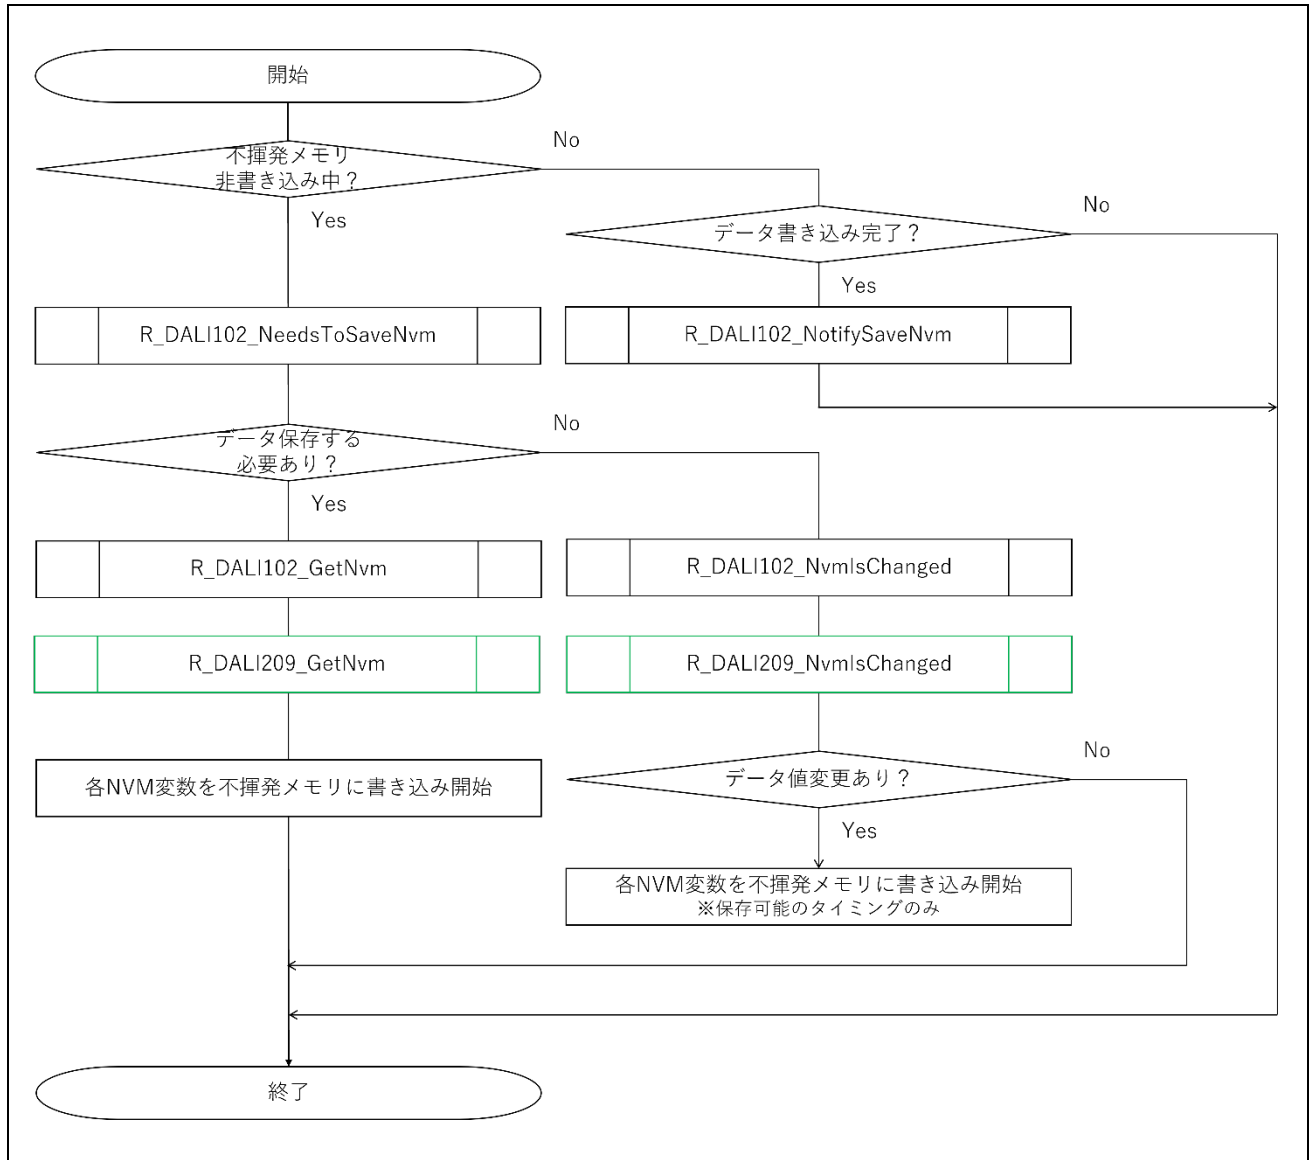 開始
不揮発メモリ
非書き込み中？
No
Yes
データ書き込み完了？
No
Yes
R_DALI102_NeedsToSaveNvm
R_DALI102_NotifySaveNvm
データ保存する
必要あり？
No
Yes
R_DALI102_GetNvm
R_DALI102_NvmIsChanged
R_DALI209_GetNvm
R_DALI209_NvmIsChanged
各NVM変数を不揮発メモリに書き込み開始
データ値変更あり？
No
Yes
各NVM変数を不揮発メモリに書き込み開始
※保存可能のタイミングのみ
終了